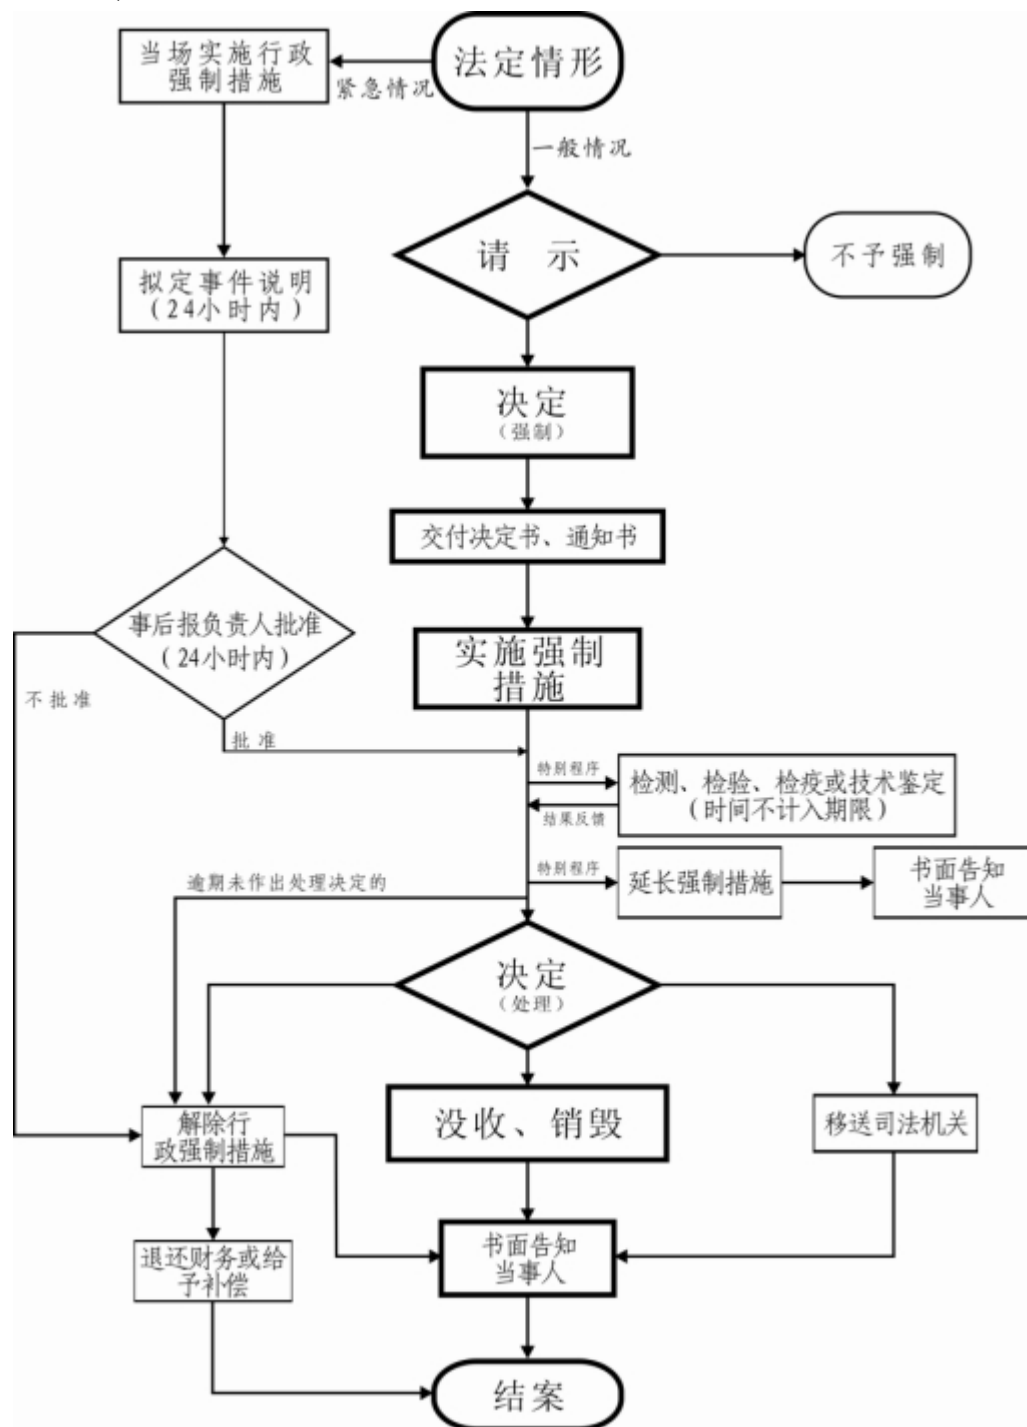 法定情形
当场实施行政
强制措施
紧急情况
一般情况
请 示
不予强制
拟定事件说明
(24小时内)
决定
(强制)
交付决定书、通知书
事后报负责人批准
(24小时内)
实施强制
措施
不批准
批准
特别程序
检测、检验、检疫或技术鉴定
(时间不计入期限)
结果反馈
特别程序
延长强制措施
书面告知
当事人
逾期未作出处理决定的
决定
(处理)
解除行
政强制措施
没收、销毁
移送司法机关
退还财务或给
予补偿
书面告知
当事人
结案